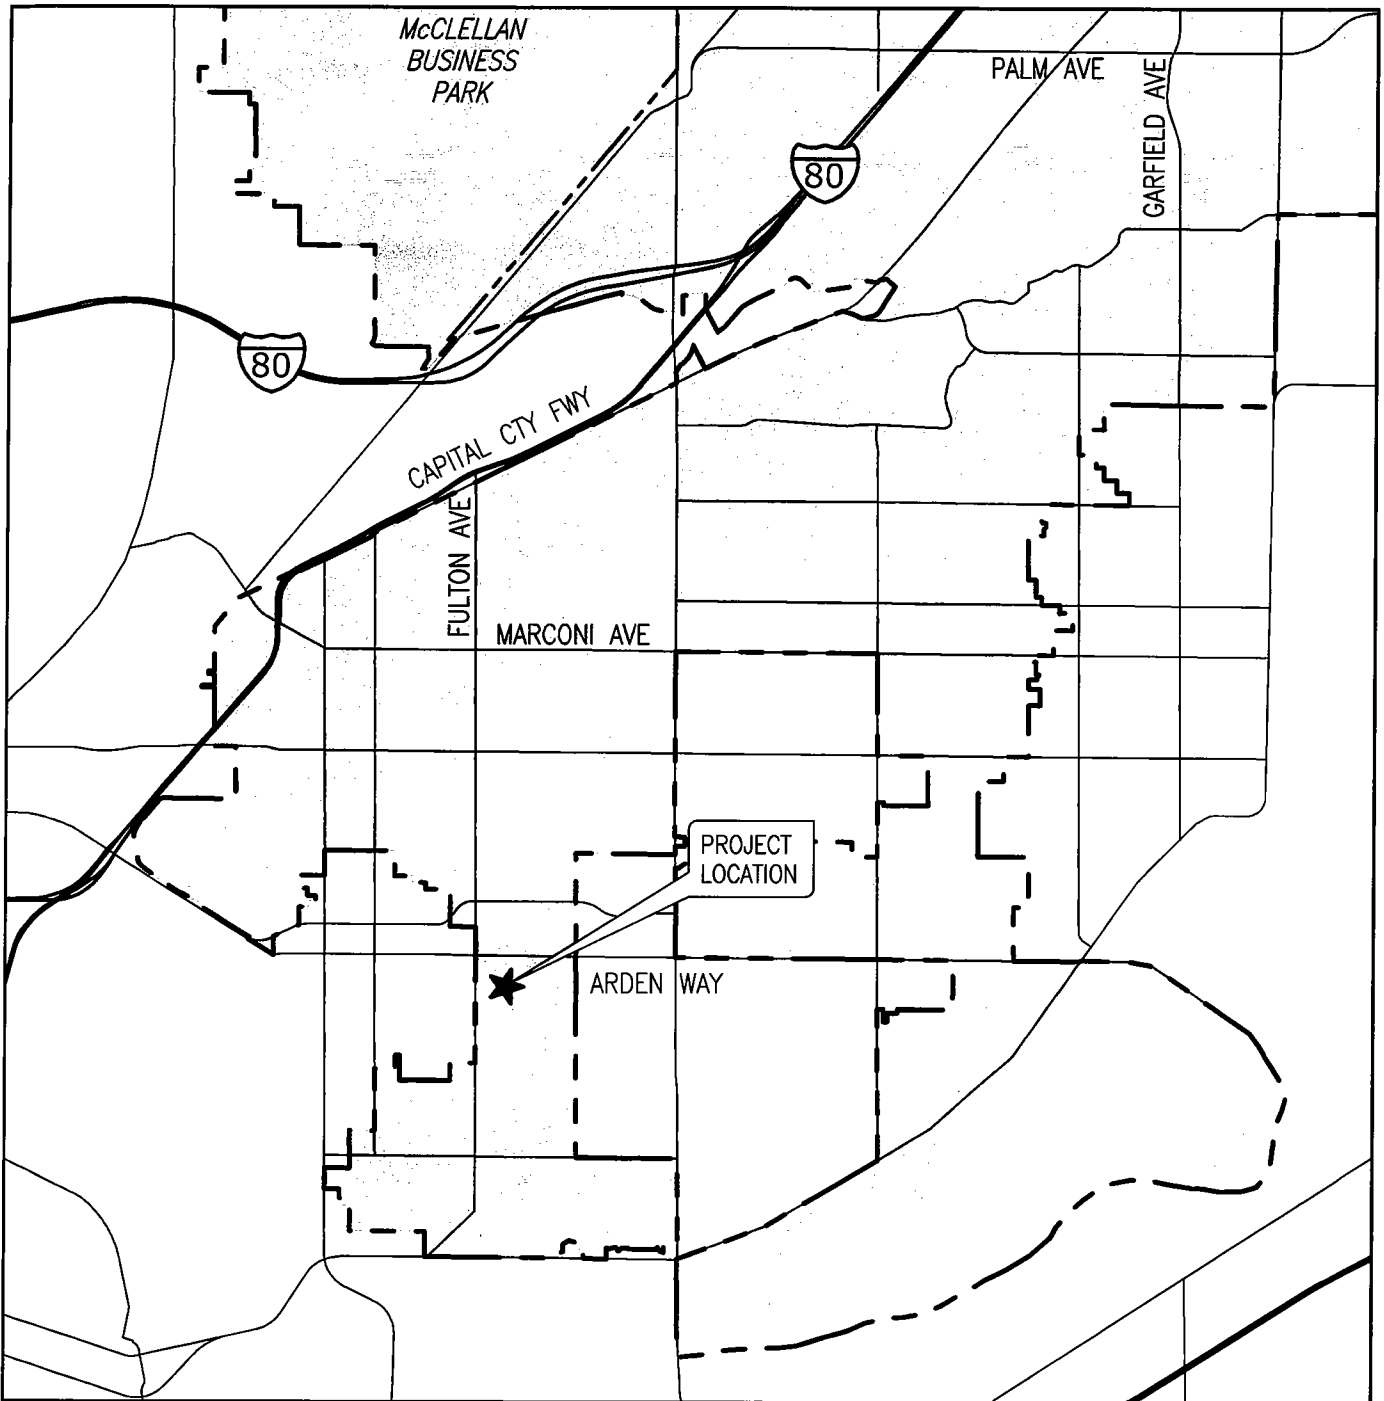 McCLELLAN
BUSINESS
PARK
PALM AVE
GARFIELD AVE
80
80
CAPITAL CTY FWY
FULTON AVE
MARCONI AVE
PROJECT
LOCATION
ARDEN WAY